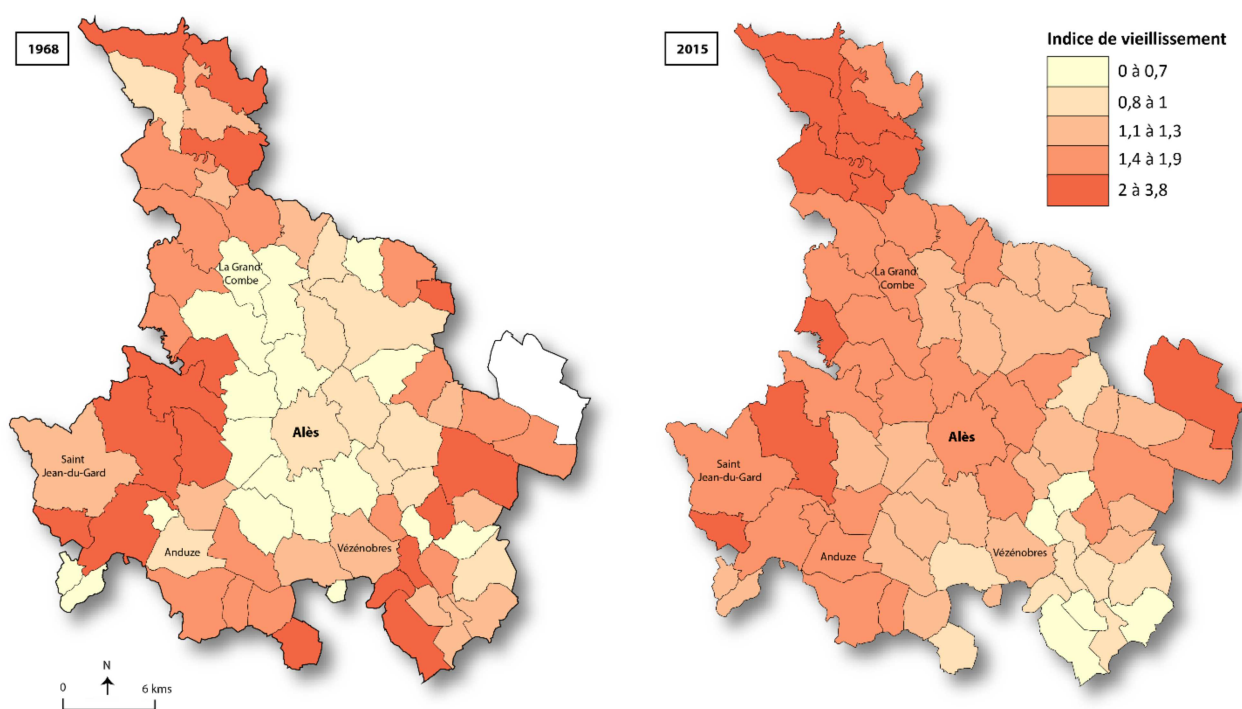 1968
La Grand'
Combe
Alès
Saint
Jean-du-Gard
Anduze
Vézénobres
N
0 6 kms
2015
Indice de vieillissement
0 à 0,7
0,8 à 1
1,1 à 1,3
1,4 à 1,9
2 à 3,8
La Grand'
Combe
Alès
Saint
Jean-du-Gard
Anduze
Vézénobres